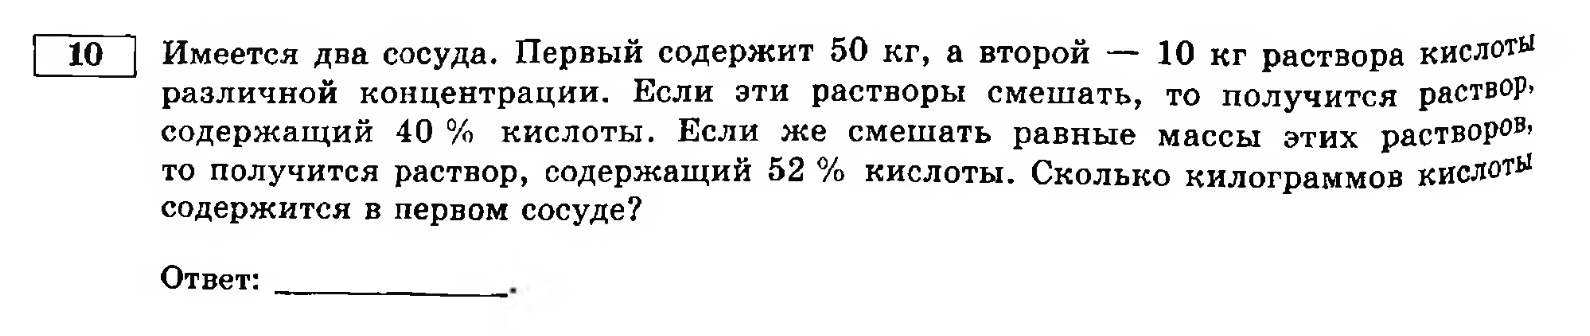 10 Имеется два сосуда. Первый содержит 50 кг, а второй — 10 кг раствора кислоты
различной концентрации. Если эти растворы смешать, то получится раствор,
содержащий 40 % кислоты. Если же смешать равные массы этих растворов,
то получится раствор, содержащий 52 % кислоты. Сколько килограммов кислоты
содержится в первом сосуде?
Ответ: ____________.